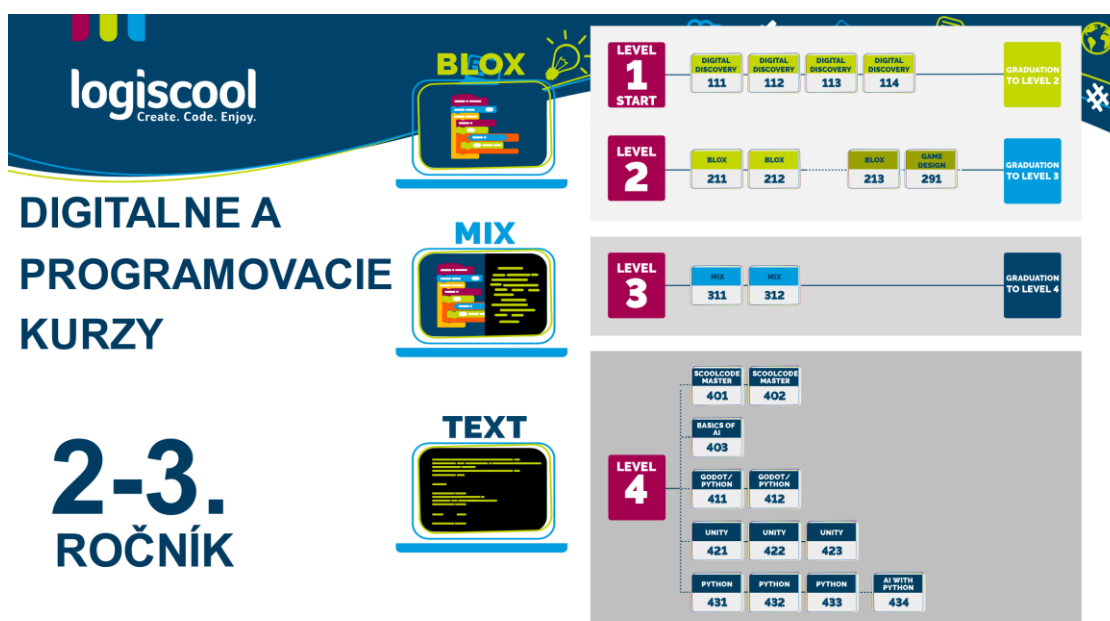 logiscool
Create. Code. Enjoy.
DIGITALNE A
PROGRAMOVACIE
KURZY
2-3.
ROČNÍK
BLOX
MIX
TEXT
LEVEL
1
START
DIGITAL
DISCOVERY
111
DIGITAL
DISCOVERY
112
DIGITAL
DISCOVERY
113
DIGITAL
DISCOVERY
114
GRADUATION
TO LEVEL 2
LEVEL
2
BLOX
211
BLOX
212
BLOX
213
GAME
DESIGN
291
GRADUATION
TO LEVEL 3
LEVEL
3
MIX
311
MIX
312
GRADUATION
TO LEVEL 4
LEVEL
4
SCOOLCODE
MASTER
401
SCOOLCODE
MASTER
402
BASICS OF
AI
403
GODOT/
PYTHON
411
GODOT/
PYTHON
412
UNITY
421
UNITY
422
UNITY
423
PYTHON
431
PYTHON
432
PYTHON
433
AI WITH
PYTHON
434
#